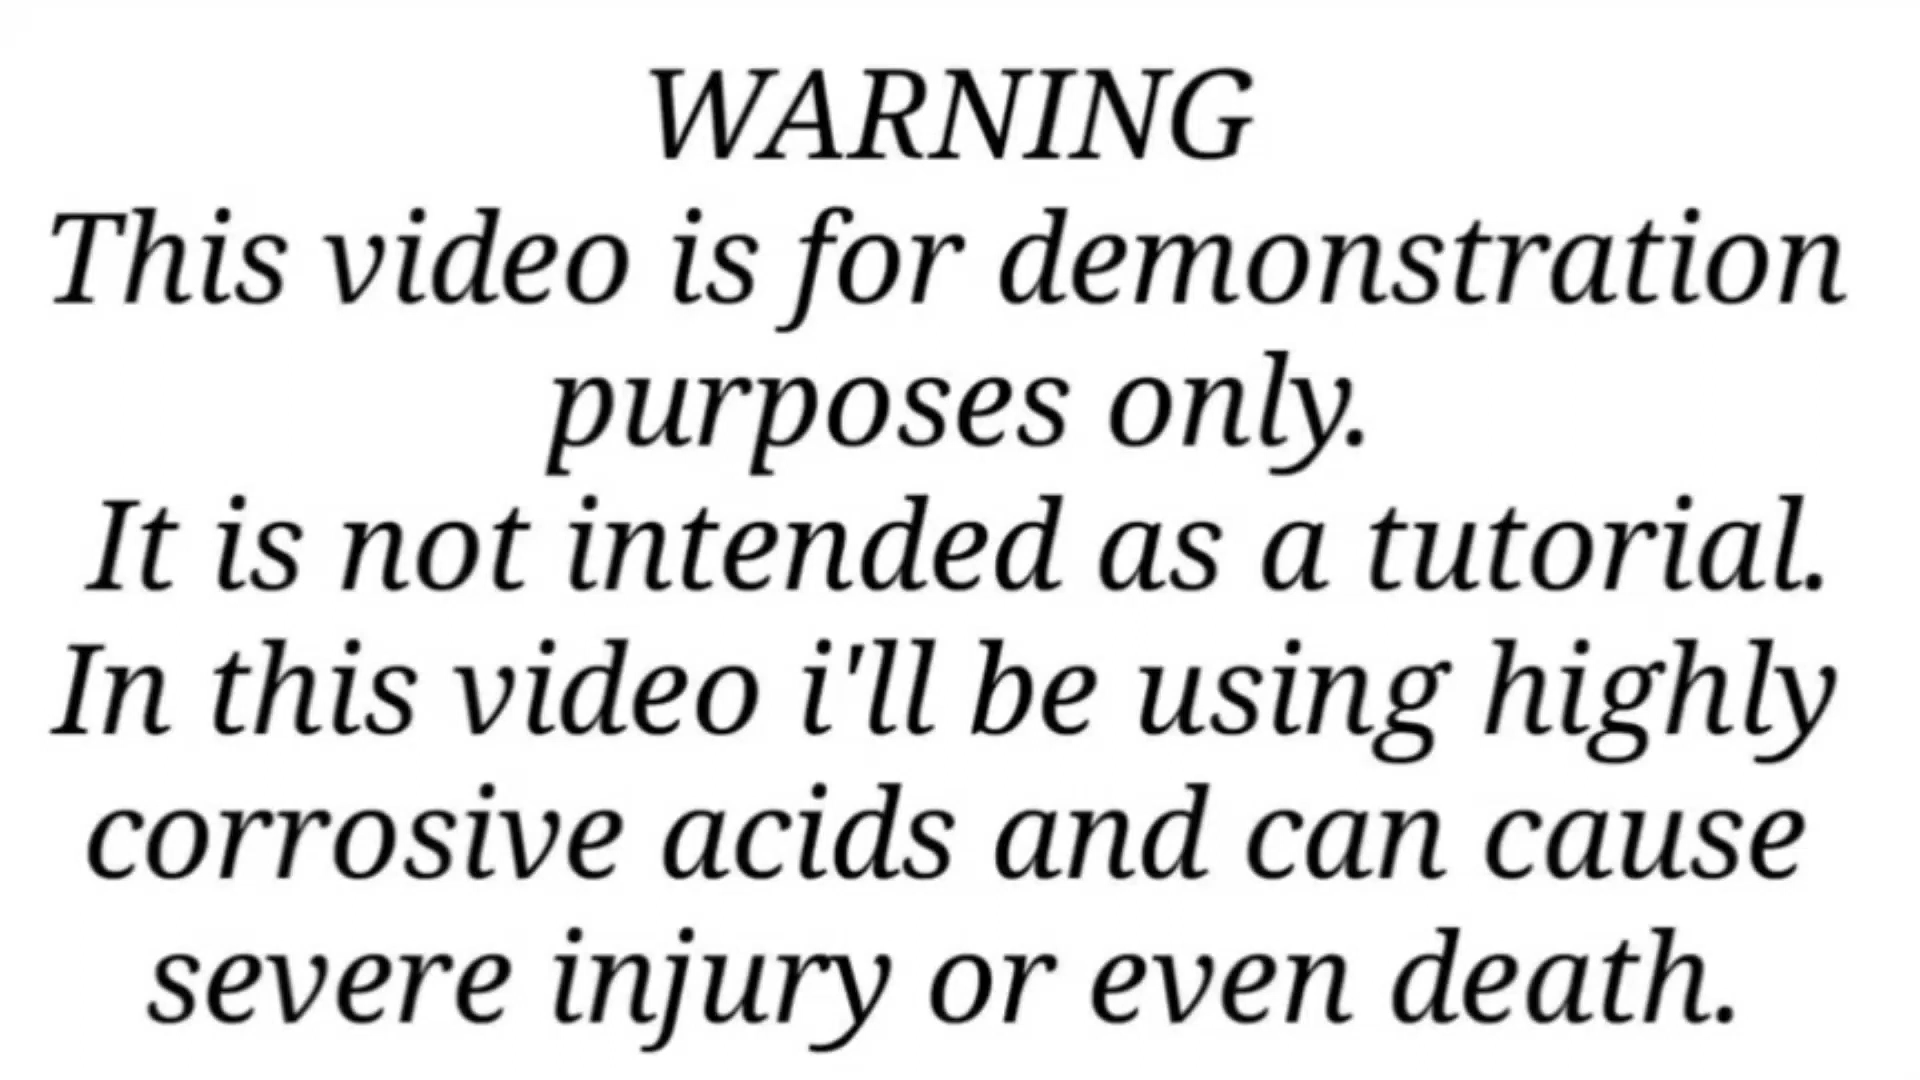 WARNING
This video is for demonstration
purposes only.
It is not intended as a tutorial.
In this video i'll be using highly
corrosive acids and can cause
severe injury or even death.